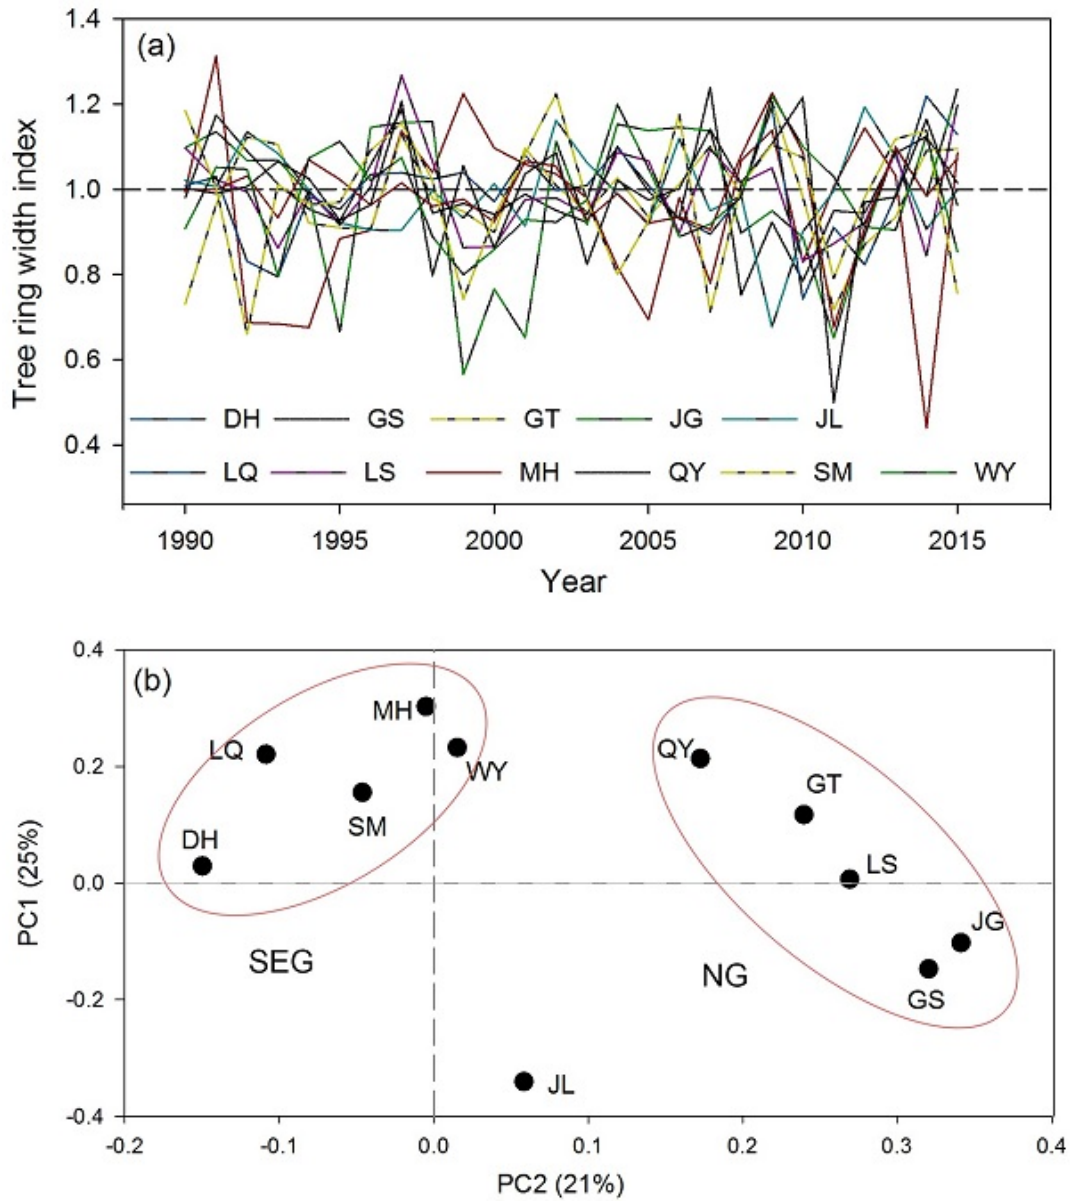 (a)
Tree ring width index
1.4
1.2
1.0
0.8
0.6
0.4
DH GS GT JG JL
LQ LS MH QY SM WY
1990 1995 2000 2005 2010 2015
Year
(b)
PC1 (25%)
0.4
0.2
0.0
-0.2
-0.4
MH
LQ
WY
SM
DH
SEG
QY
GT
LS
JG
GS
NG
JL
-0.2 -0.1 0.0 0.1 0.2 0.3 0.4
PC2 (21%)